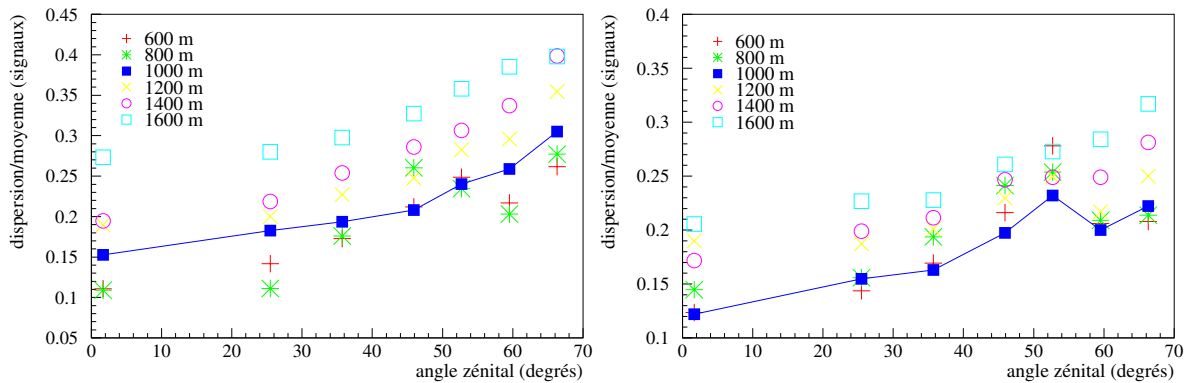 dispersion/moyenne (signaux)
0.45
0.4
0.35
0.3
0.25
0.2
0.15
0.1
0.05
600 m
800 m
1000 m
1200 m
1400 m
1600 m
0 10 20 30 40 50 60 70
angle zénital (degrés)
dispersion/moyenne (signaux)
0.4
0.35
0.3
0.25
0.2
0.15
0.1
600 m
800 m
1000 m
1200 m
1400 m
1600 m
0 10 20 30 40 50 60 70
angle zénital (degrés)